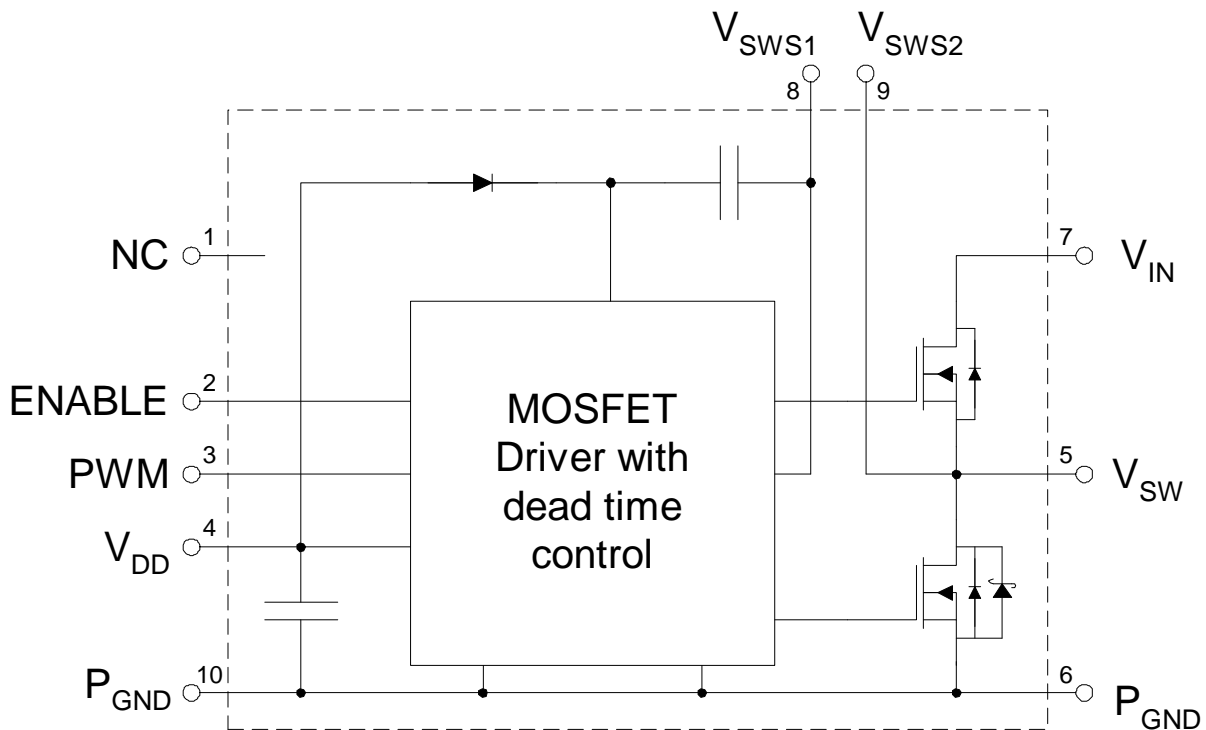 VSWS1
VSWS2
8
9
NC
1
7
VIN
ENABLE
2
MOSFET
Driver with
dead time
control
PWM
3
5
VSW
VDD
4
PGND
10
6
PGND